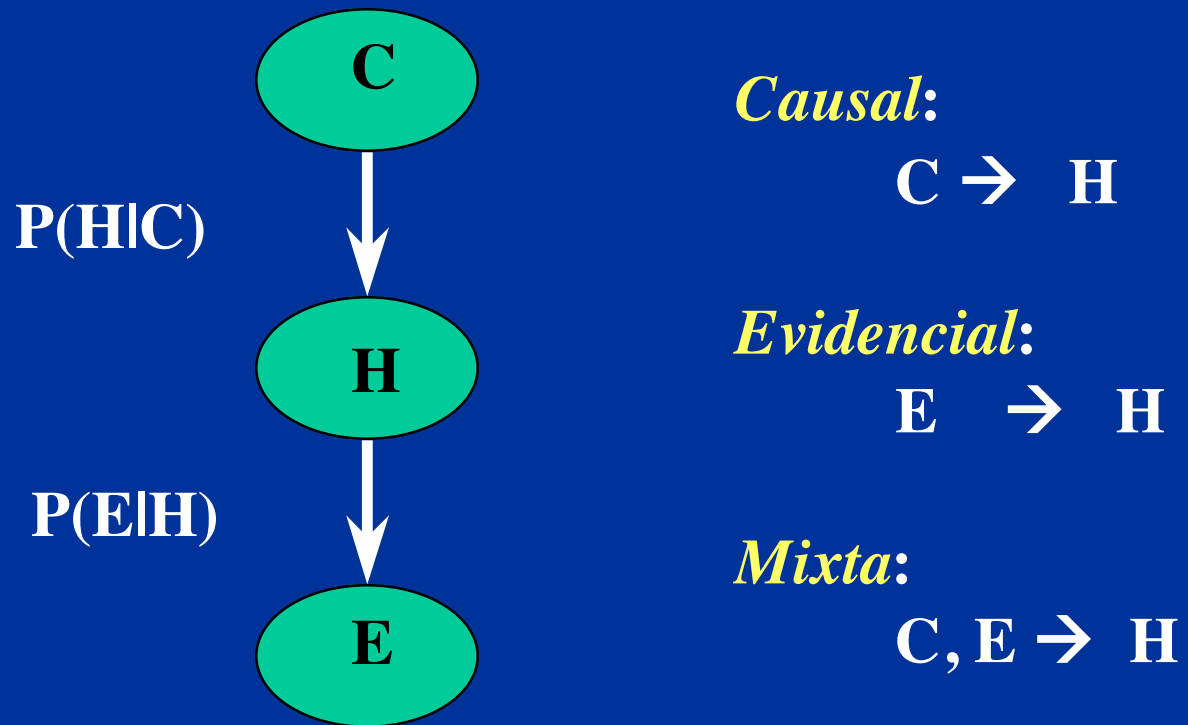 C
P(H|C)
H
P(E|H)
E
Causal:
C → H
Evidencial:
E → H
Mixta:
C, E → H